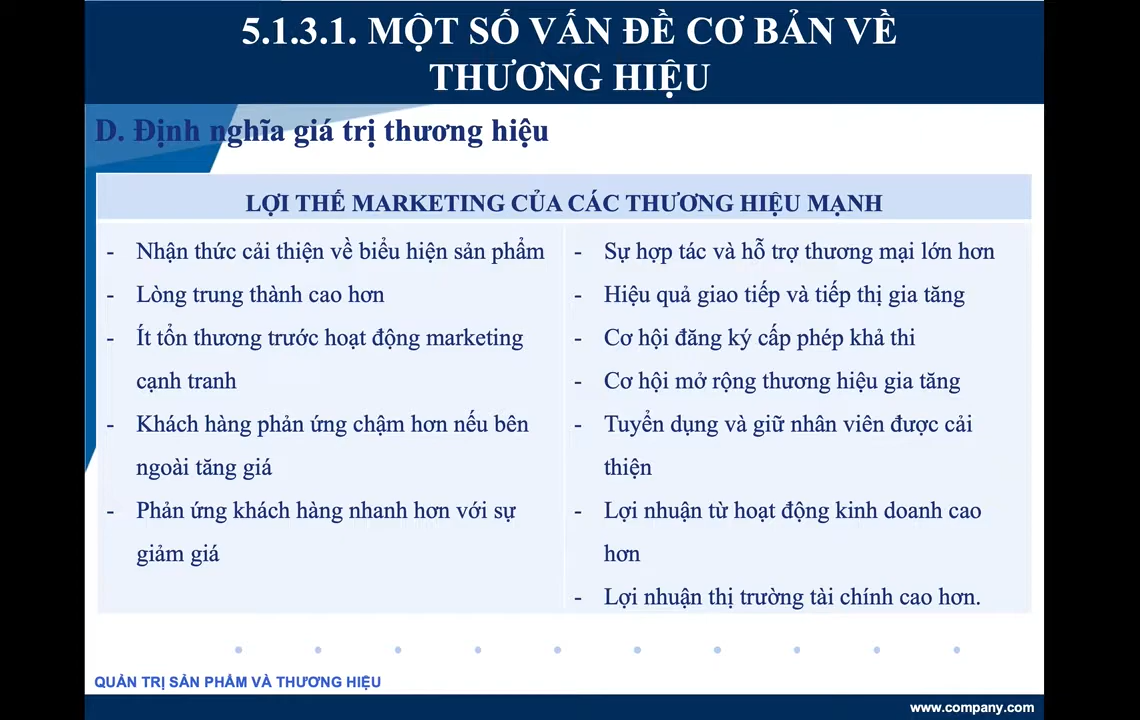 5.1.3.1. MỘT SỐ VẤN ĐỀ CƠ BẢN VỀ
THƯƠNG HIỆU
D. Định nghĩa giá trị thương hiệu
LỢI THẾ MARKETING CỦA CÁC THƯƠNG HIỆU MẠNH
- Nhận thức cải thiện về biểu hiện sản phẩm
- Lòng trung thành cao hơn
- Ít tổn thương trước hoạt động marketing
cạnh tranh
- Khách hàng phản ứng chậm hơn nếu bên
ngoài tăng giá
- Phản ứng khách hàng nhanh hơn với sự
giảm giá
- Sự hợp tác và hỗ trợ thương mại lớn hơn
- Hiệu quả giao tiếp và tiếp thị gia tăng
- Cơ hội đăng ký cấp phép khả thi
- Cơ hội mở rộng thương hiệu gia tăng
- Tuyển dụng và giữ nhân viên được cải
thiện
- Lợi nhuận từ hoạt động kinh doanh cao
hơn
- Lợi nhuận thị trường tài chính cao hơn.
QUẢN TRỊ SẢN PHẨM VÀ THƯƠNG HIỆU
www.company.com